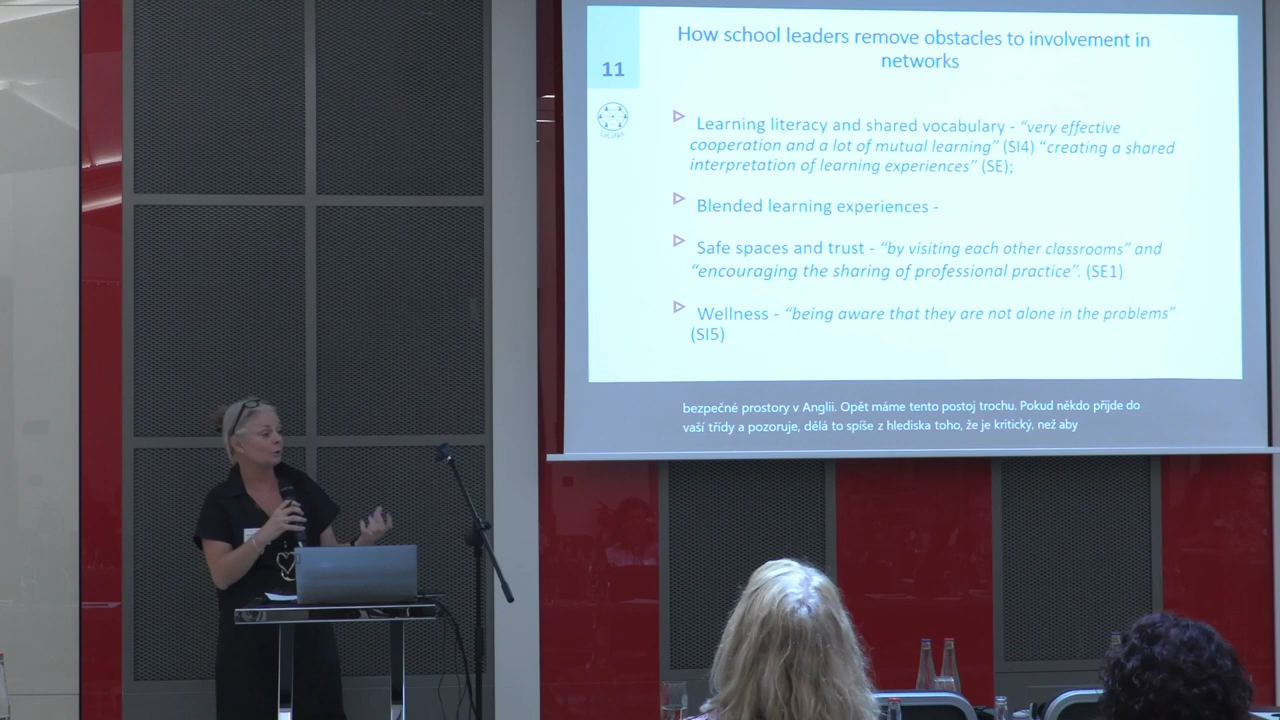 11
How school leaders remove obstacles to involvement in
networks
Learning literacy and shared vocabulary - “very effective
cooperation and a lot of mutual learning” (SI4) “creating a shared
interpretation of learning experiences” (SE);
Blended learning experiences -
Safe spaces and trust - “by visiting each other classrooms” and
“encouraging the sharing of professional practice”. (SE1)
Wellness - “being aware that they are not alone in the problems”
(SI5)
bezpečné prostory v Anglii. Opět máme tento postoj trochu. Pokud někdo přijde do
vaší třídy a pozoruje, dělá to spíše z hlediska toho, že je kritický, než aby